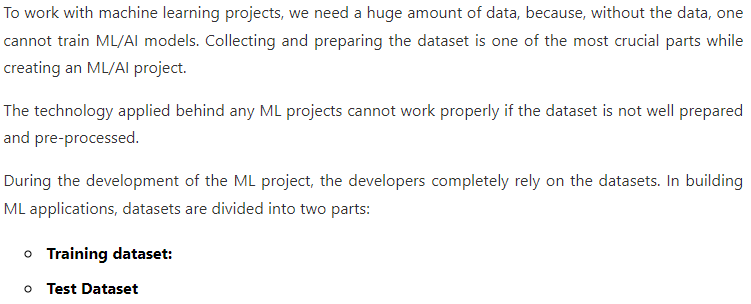 To work with machine learning projects, we need a huge amount of data, because, without the data, one
cannot train ML/AI models. Collecting and preparing the dataset is one of the most crucial parts while
creating an ML/AI project.
The technology applied behind any ML projects cannot work properly if the dataset is not well prepared
and pre-processed.
During the development of the ML project, the developers completely rely on the datasets. In building
ML applications, datasets are divided into two parts:
Training dataset:
Test Dataset